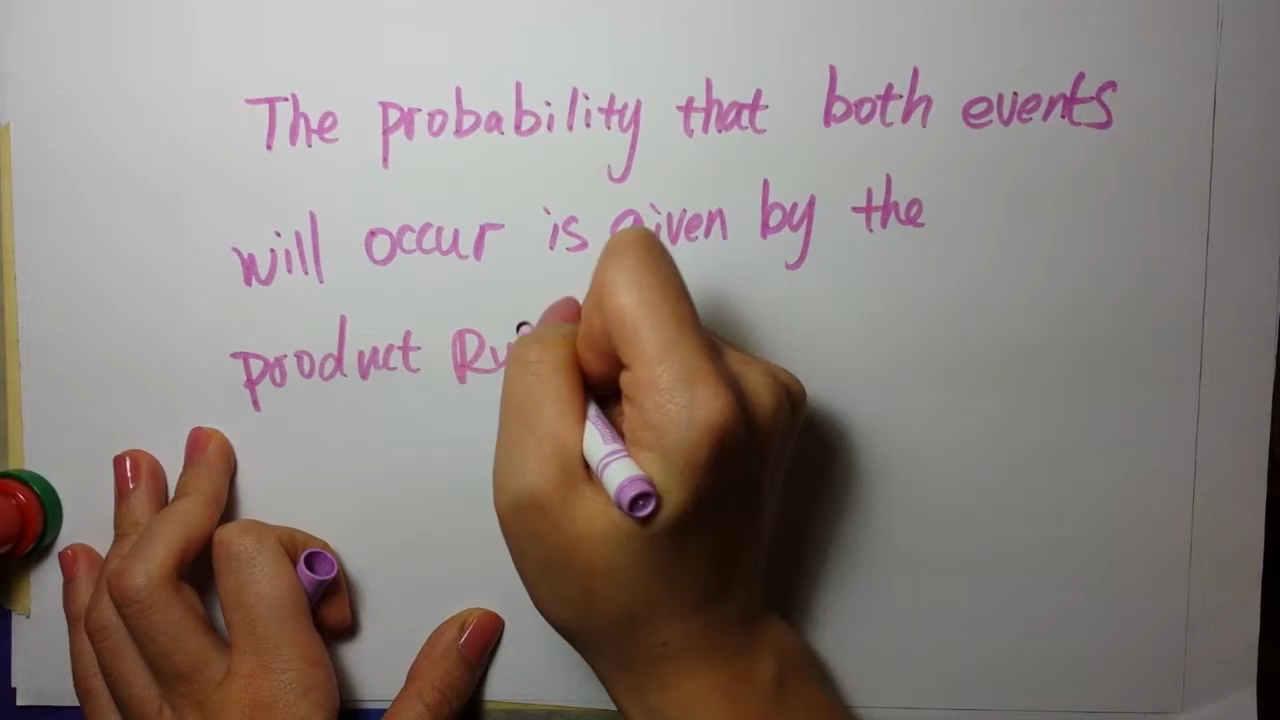 The probability that both events
will occur is given by the
product Ru